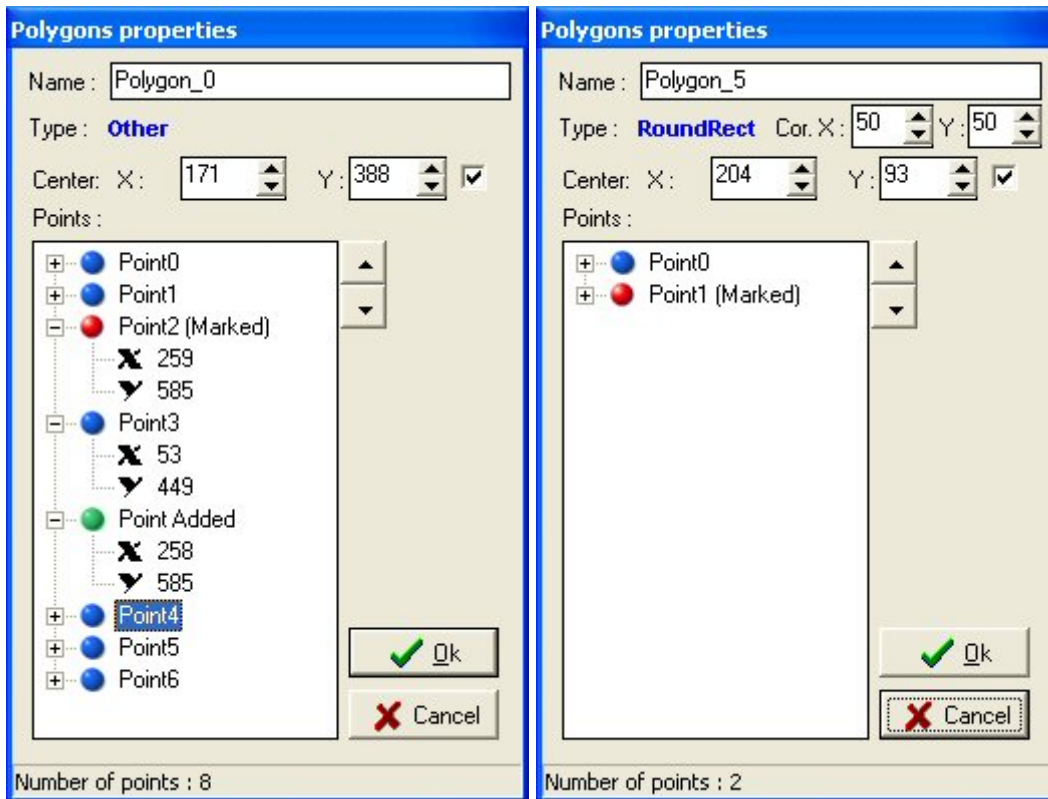 Polygons properties
Name : Polygon_0
Type : Other
Center: X : 171 Y : 388
Points :
Point0
Point1
Point2 (Marked)
X 259
Y 585
Point3
X 53
Y 449
Point Added
X 258
Y 585
Point4
Point5
Point6
Ok
Cancel
Number of points : 8
Polygons properties
Name : Polygon_5
Type : RoundRect Cor. X : 50 Y : 50
Center: X : 204 Y : 93
Points :
Point0
Point1 (Marked)
Ok
Cancel
Number of points : 2